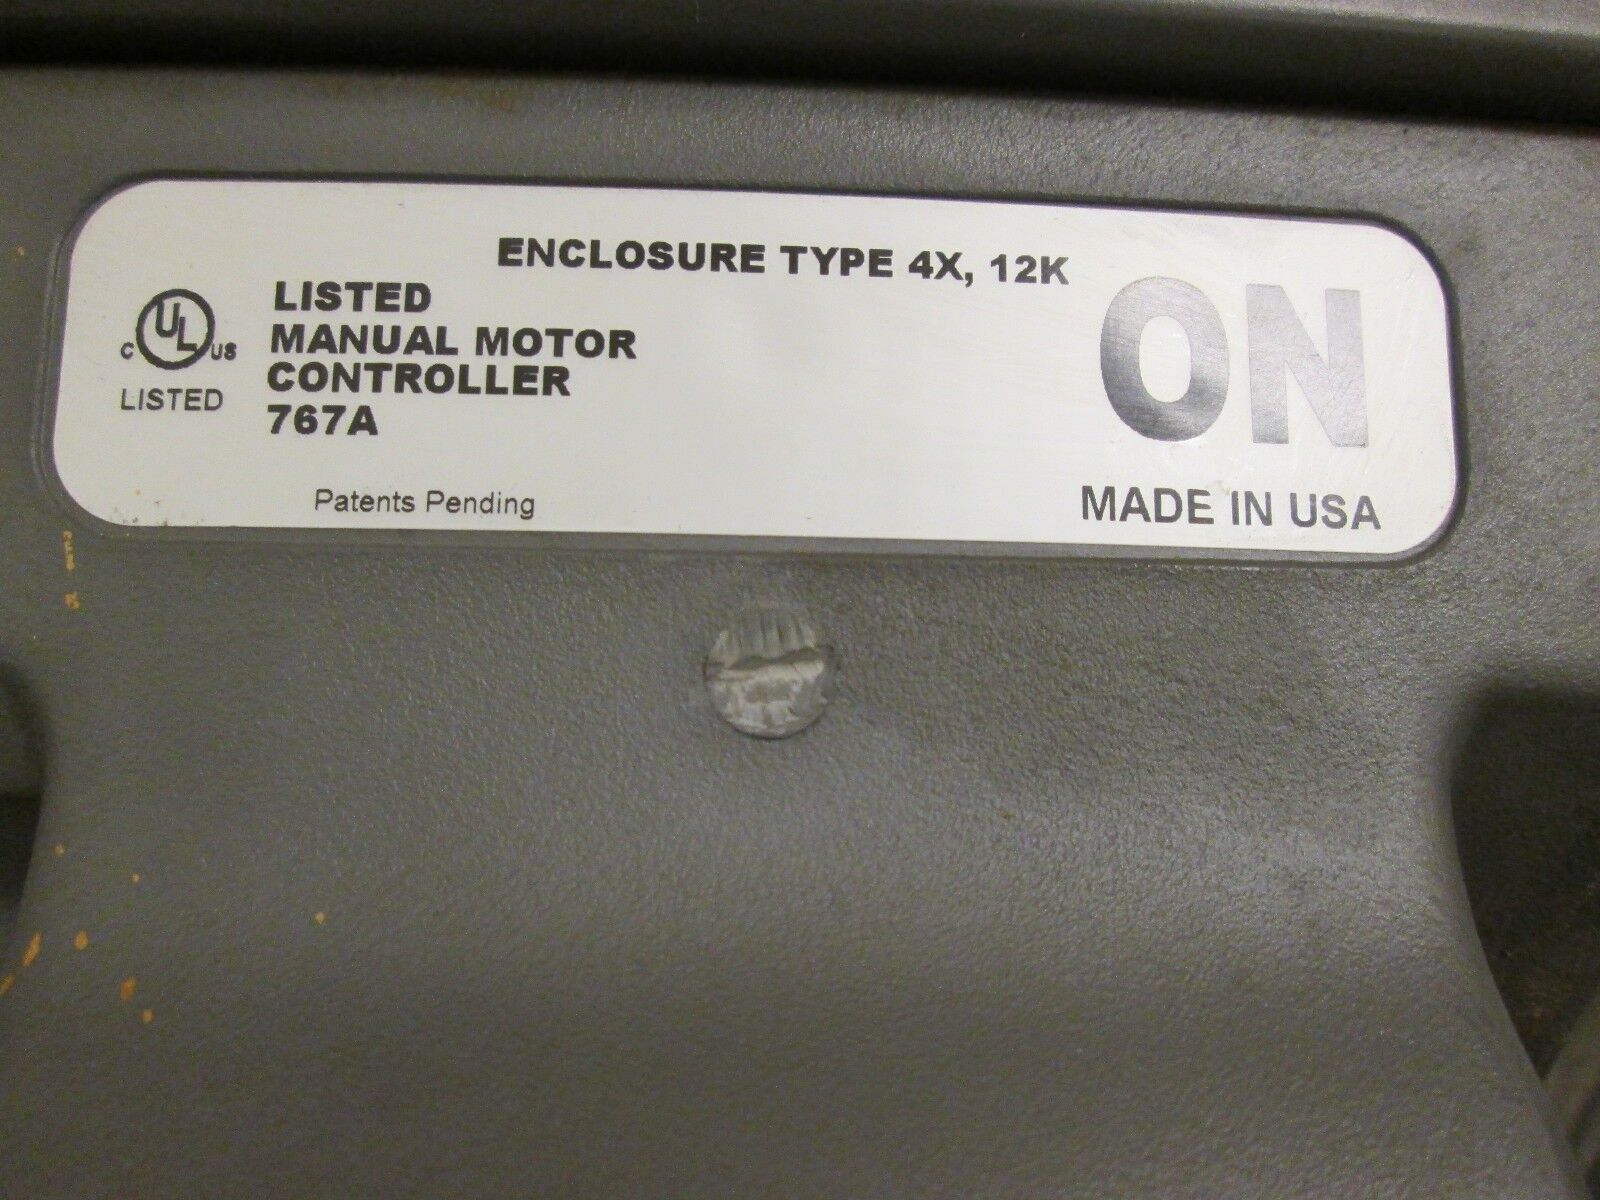 ENCLOSURE TYPE 4X, 12K
C UL US
LISTED
LISTED
MANUAL MOTOR
CONTROLLER
767A
Patents Pending
ON
MADE IN USA